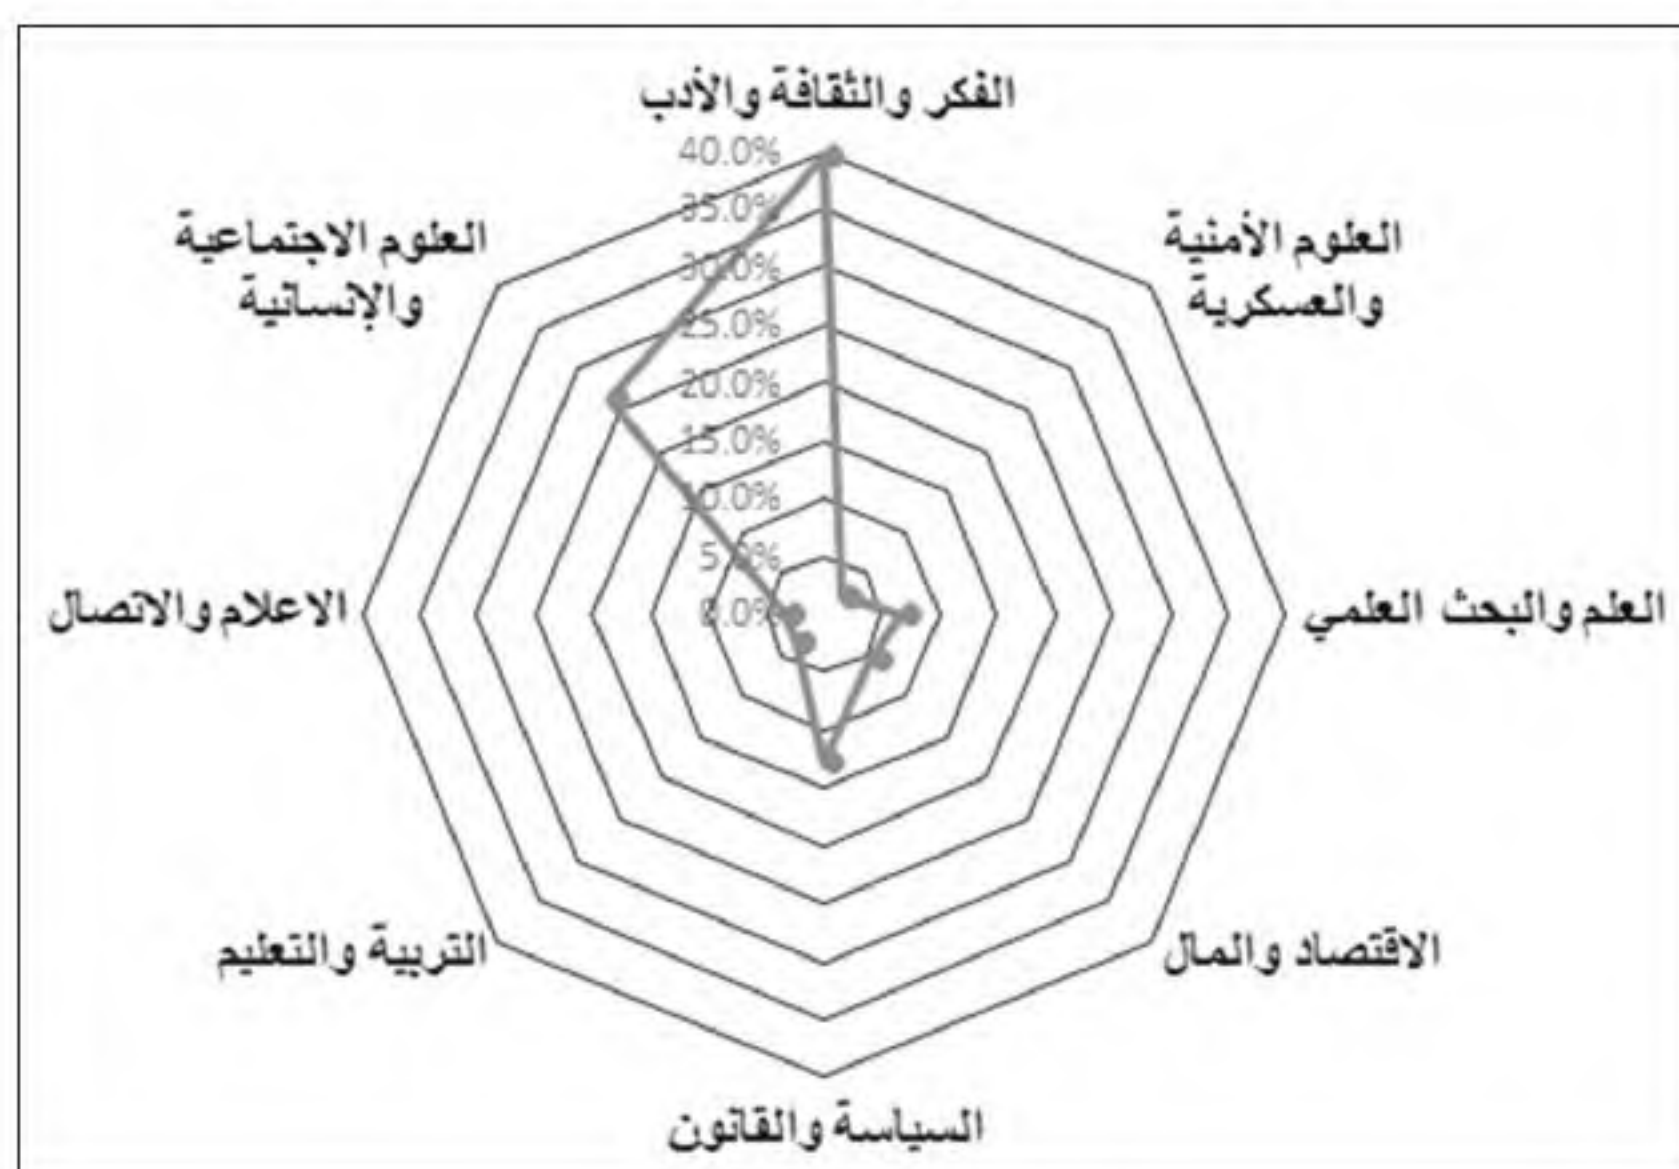 الفكر والثقافة والأدب
40.0%
35.0%
العلوم الاجتماعية
والإنسانية
العلوم الأمنية
والعسكرية
30.0%
25.0%
20.0%
15.0%
10.0%
5.0%
0.0%
الاعلام والاتصال
العلم والبحث العلمي
التربية والتعليم
الاقتصاد والمال
السياسة والقانون